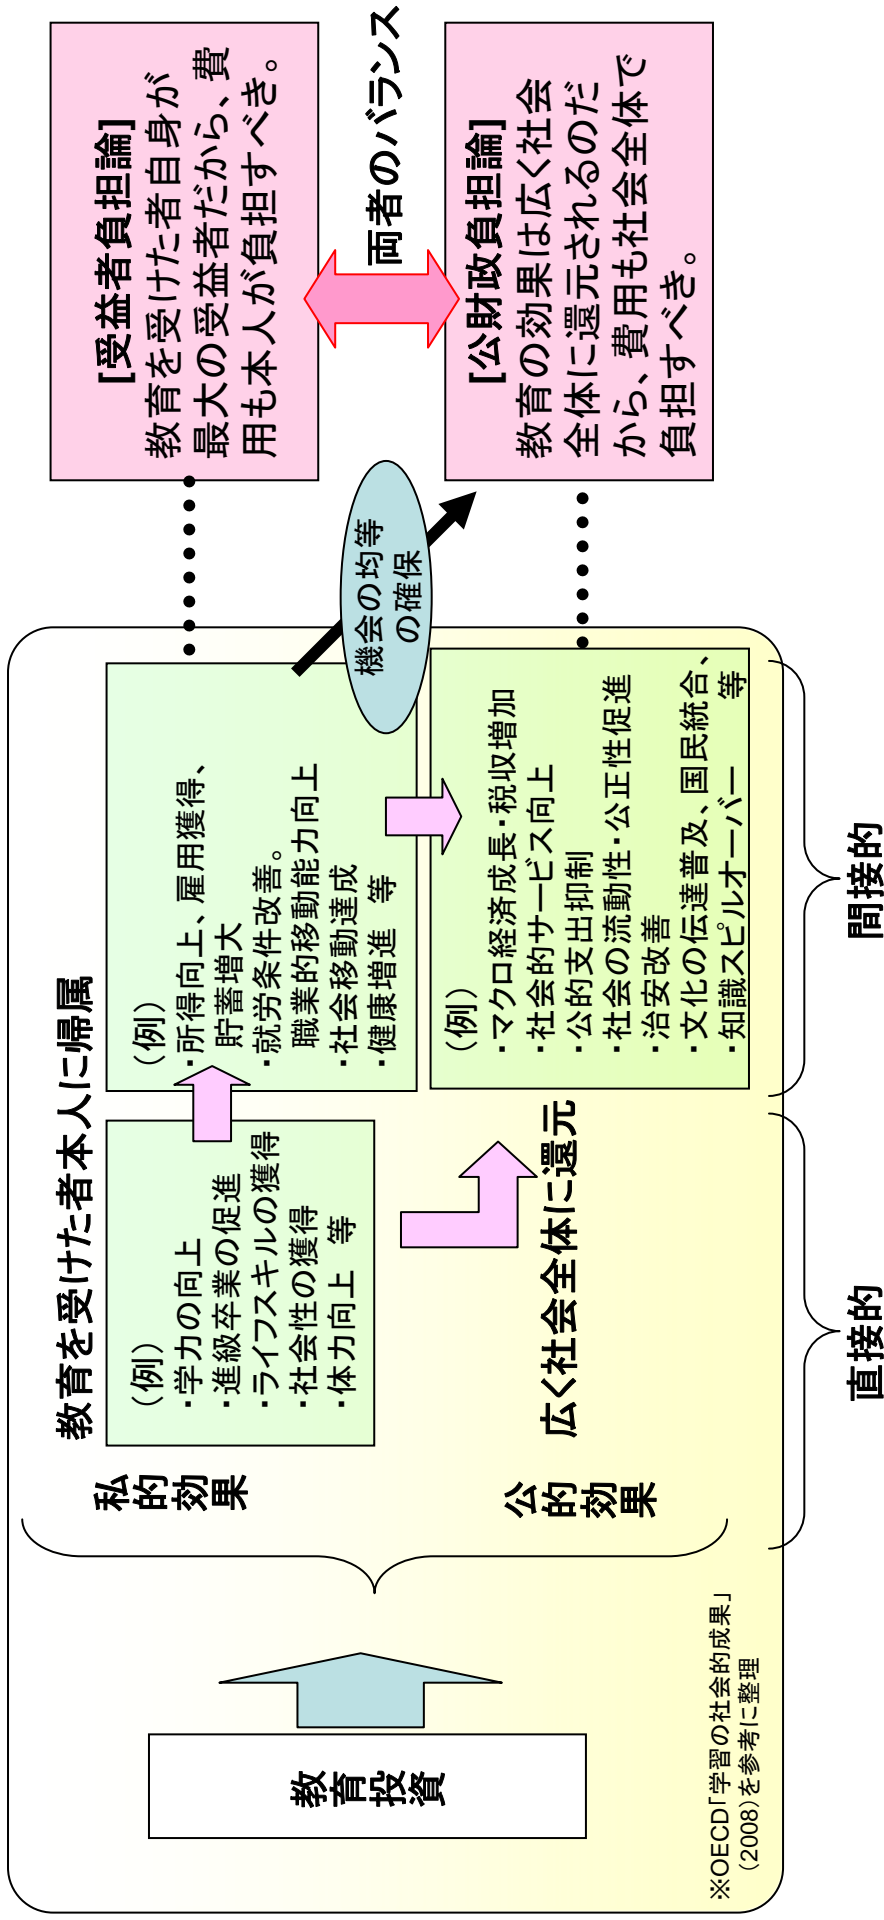 教育投資
※OECD「学習の社会的成果」
（2008）を参考に整理
私的
効果
教育を受けた者本人に帰属
（例）
・学力の向上
・進級卒業の促進
・ライフスキルの獲得
・社会性の獲得
・体力向上　等
（例）
・所得向上、雇用獲得、
貯蓄増大
・就労条件改善。
職業的移動能力向上
・社会移動達成
・健康増進　等
公的
効果
広く社会全体に還元
（例）
・マクロ経済成長・税収増加
・社会的サービス向上
・公的支出抑制
・社会の流動性・公正性促進
・治安改善
・文化の伝達普及、国民統合、
・知識スピルオーバー　　等
直接的
間接的
機会の均等
の確保
[受益者負担論]
教育を受けた者自身が
最大の受益者だから、費
用も本人が負担すべき。
両者のバランス
[公財政負担論]
教育の効果は広く社会
全体に還元されるのだ
から、費用も社会全体で
負担すべき。